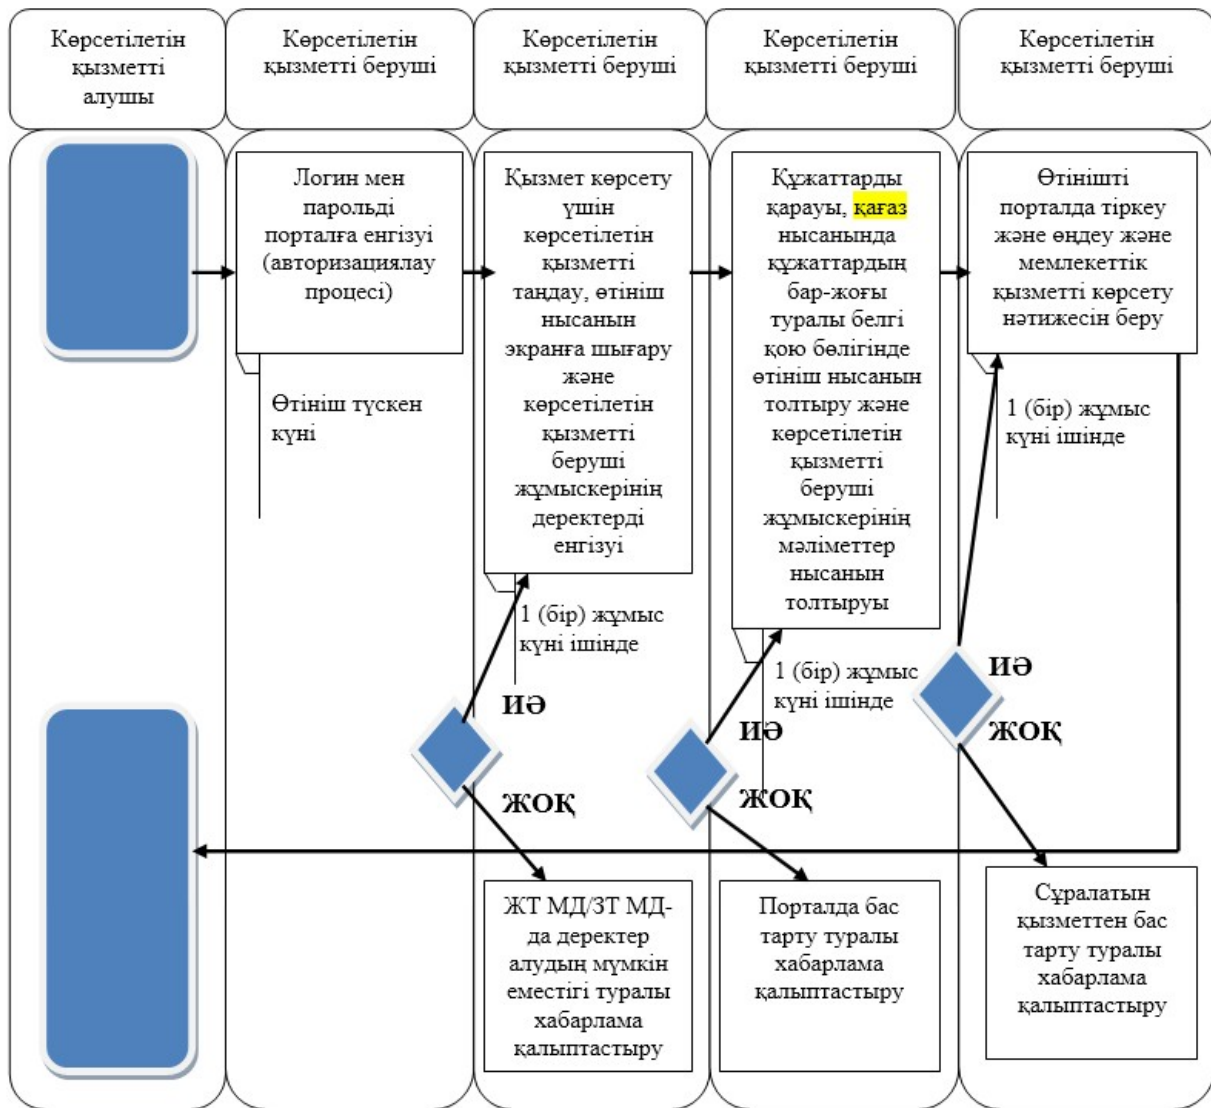 Көрсетілетін
қызметті
алушы
Көрсетілетін
қызметті беруші
Көрсетілетін
қызметті беруші
Көрсетілетін
қызметті беруші
Көрсетілетін
қызметті беруші
Логин мен
парольді
порталға енгізуі
(авторизациялау
процесі)
Өтініш түскен
күні
Қызмет көрсету
үшін
көрсетілетін
қызметті
таңдау, өтініш
нысанын
экранға шығару
және
көрсетілетін
қызметті
беруші
жұмыскерінің
деректерді
енгізуі
1 (бір) жұмыс
күні ішінде
ИӘ
ЖОҚ
ЖТ МД/ЗТ МД-
да деректер
алудың мүмкін
еместігі туралы
хабарлама
қалыптастыру
Құжаттарды
қарауы, қағаз
нысанында
құжаттардың
бар-жоғы
туралы белгі
қою бөлігінде
өтініш нысанын
толтыру және
көрсетілетін
қызметті
беруші
жұмыскерінің
мәліметтер
нысанын
толтыруы
1 (бір) жұмыс
күні ішінде
ИӘ
ЖОҚ
Порталда бас
тарту туралы
хабарлама
қалыптастыру
Өтінішті
порталда тіркеу
және өңдеу және
мемлекеттік
қызметті көрсету
нәтижесін беру
1 (бір) жұмыс
күні ішінде
ИӘ
ЖОҚ
Сұралатын
қызметтен бас
тарту туралы
хабарлама
қалыптастыру